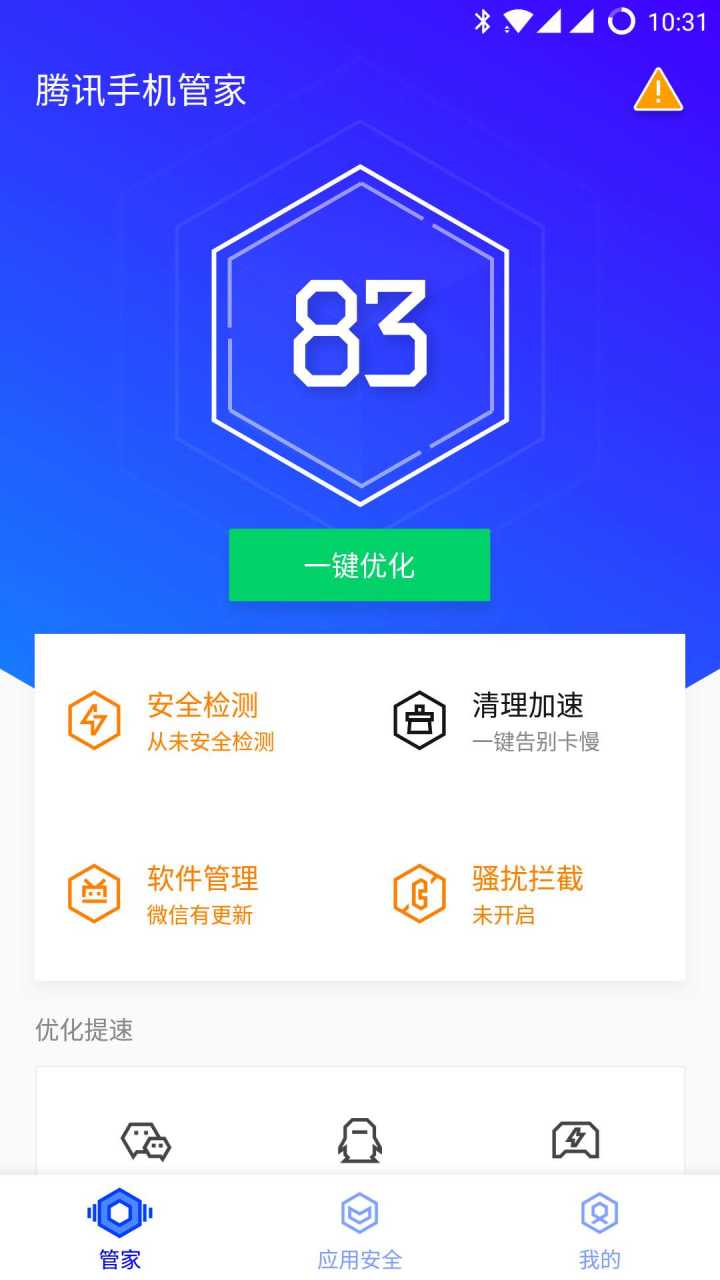 10:31
腾讯手机管家
83
一键优化
安全检测
从未安全检测
清理加速
一键告别卡慢
软件管理
微信有更新
骚扰拦截
未开启
优化提速
管家
应用安全
我的